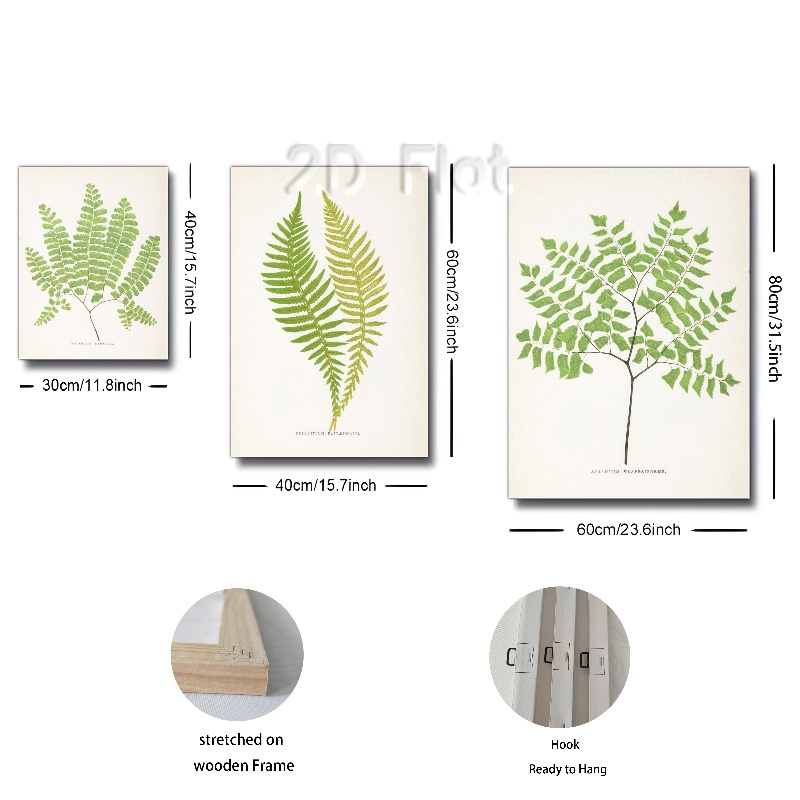 2D Flat
40cm/15.7inch
30cm/11.8inch
60cm/23.6inch
40cm/15.7inch
80cm/31.5inch
60cm/23.6inch
ADIANTUM
stretched on
wooden Frame
Hook
Ready to Hang